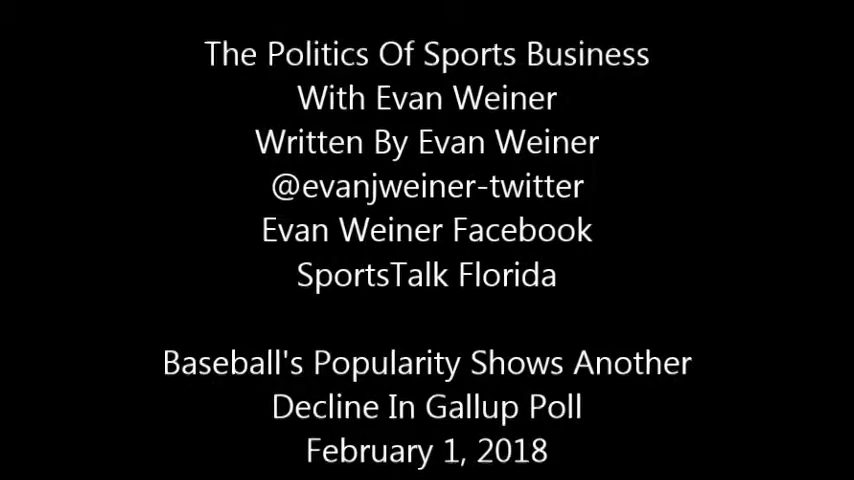 The Politics Of Sports Business
With Evan Weiner
Written By Evan Weiner
@evanjweiner-twitter
Evan Weiner Facebook
SportsTalk Florida
Baseball's Popularity Shows Another
Decline In Gallup Poll
February 1, 2018